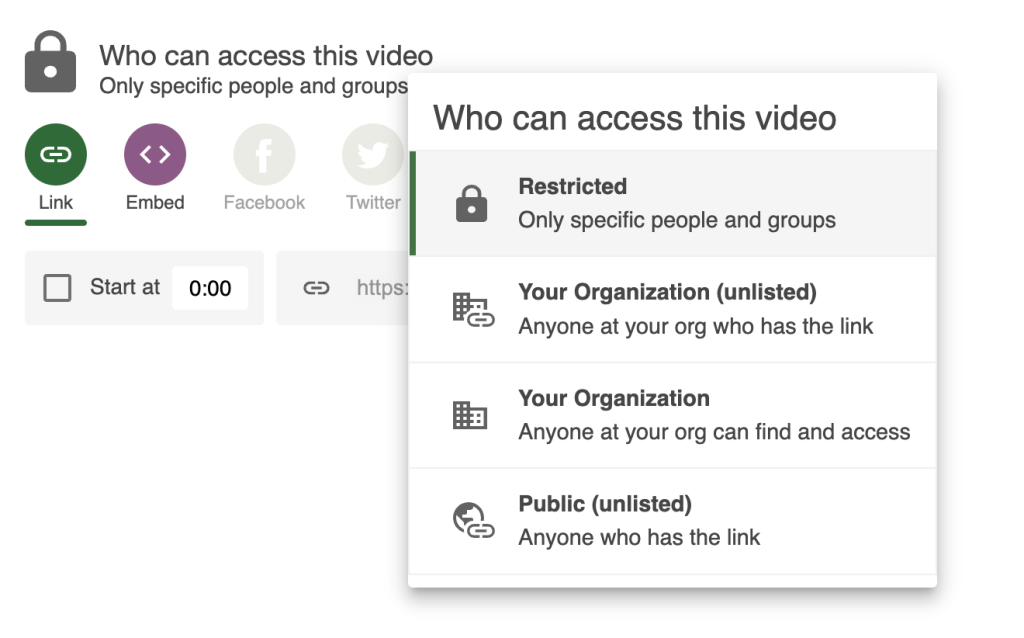 Who can access this video
Only specific people and groups
Link
Embed
Facebook
Twitter
Start at
0:00
https:
Who can access this video
Restricted
Only specific people and groups
Your Organization (unlisted)
Anyone at your org who has the link
Your Organization
Anyone at your org can find and access
Public (unlisted)
Anyone who has the link